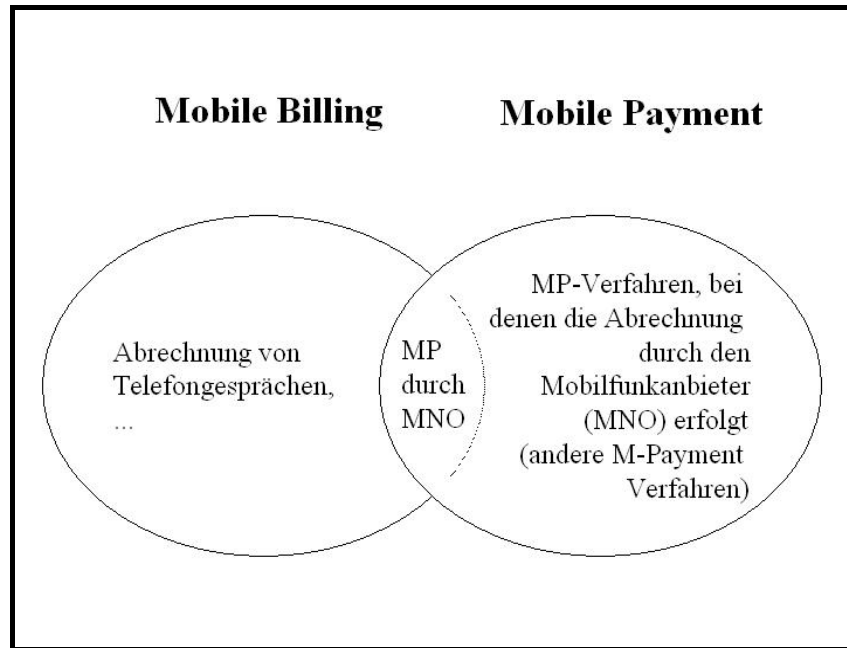 Mobile Billing
Mobile Payment
Abrechnung von
Telefongesprächen,
...
MP
durch
MNO
MP-Verfahren, bei
denen die Abrechnung
durch den
Mobilfunkanbieter
(MNO) erfolgt
(andere M-Payment
Verfahren)